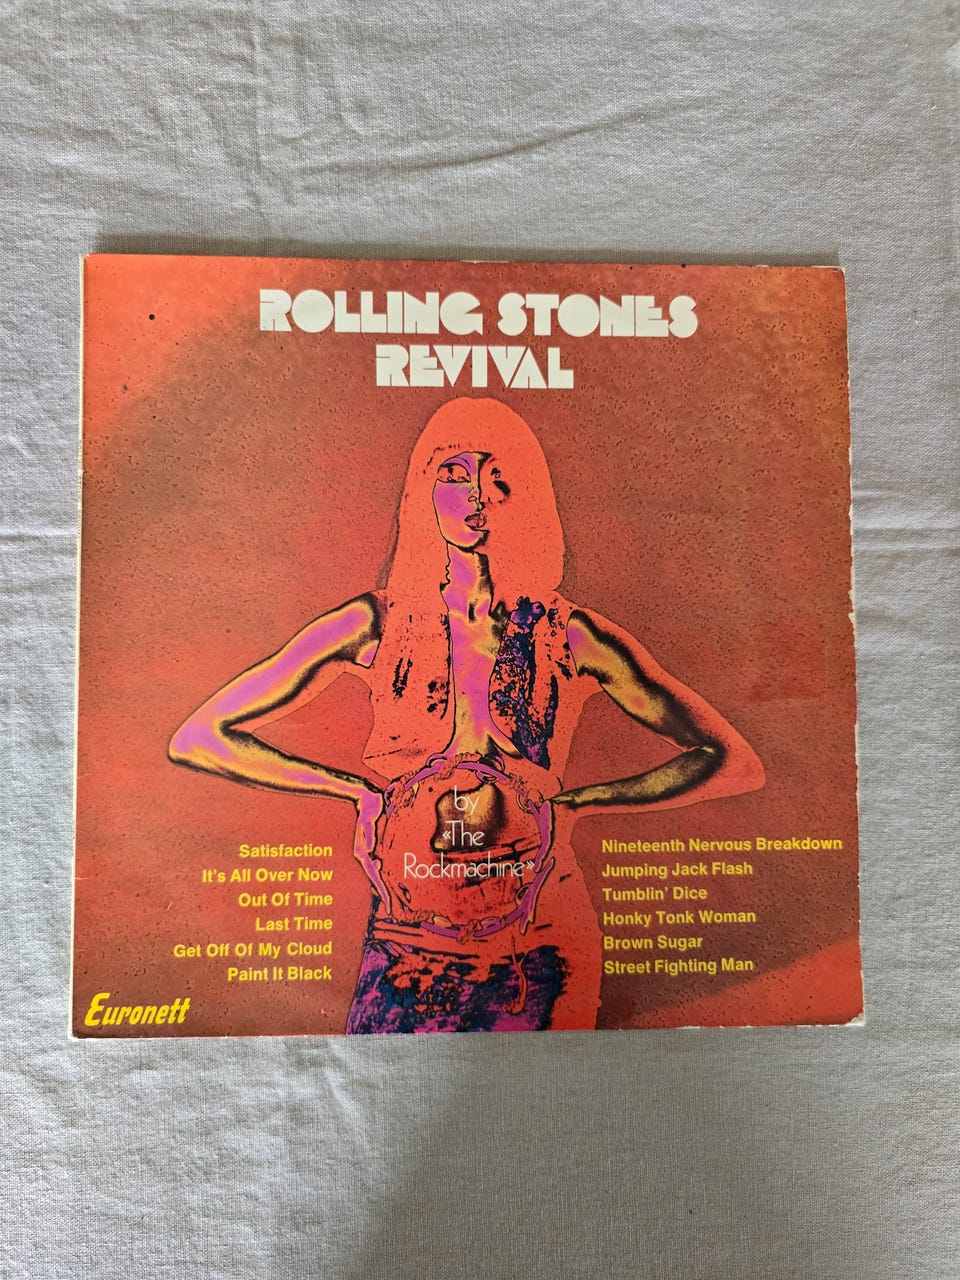 ROLLING STONES
REVIVAL
by
«The
Rockmachine»
Satisfaction
It's All Over Now
Out Of Time
Last Time
Get Off Of My Cloud
Paint It Black
Nineteenth Nervous Breakdown
Jumping Jack Flash
Tumblin' Dice
Honky Tonk Woman
Brown Sugar
Street Fighting Man
Euronett